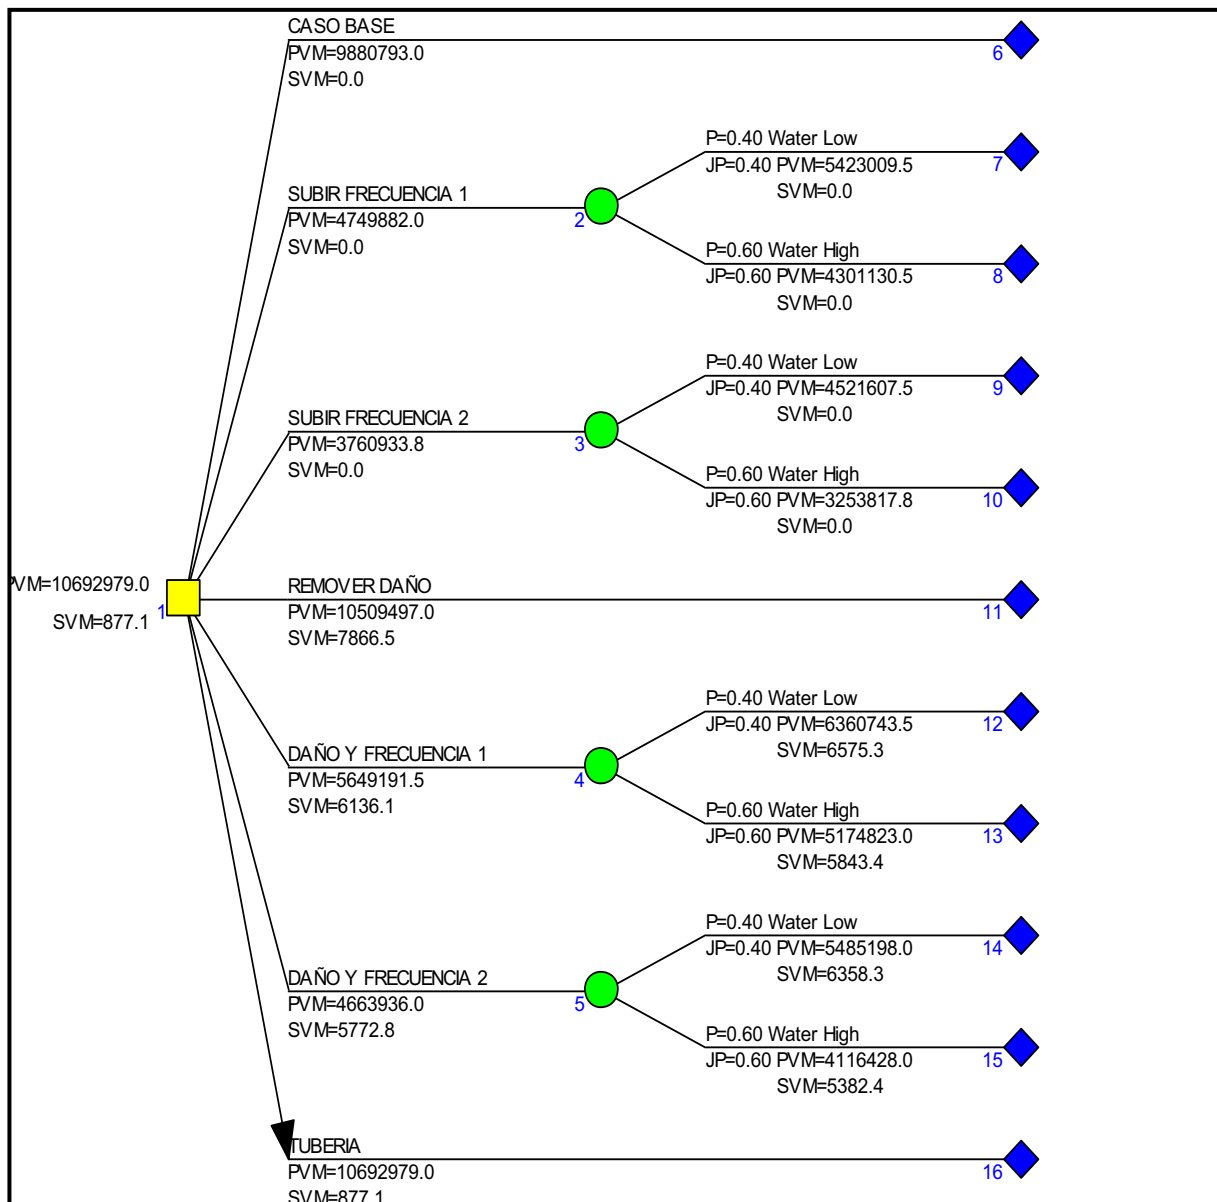 CASO BASE
PVM=9880793.0
SVM=0.0
6
P=0.40 Water Low
JP=0.40 PVM=5423009.5
SVM=0.0
7
SUBIR FRECUENCIA 1
PVM=4749882.0
SVM=0.0
2
P=0.60 Water High
JP=0.60 PVM=4301130.5
SVM=0.0
8
P=0.40 Water Low
JP=0.40 PVM=4521607.5
SVM=0.0
9
SUBIR FRECUENCIA 2
PVM=3760933.8
SVM=0.0
3
P=0.60 Water High
JP=0.60 PVM=3253817.8
SVM=0.0
10
PVM=10692979.0
SVM=877.1
1
REMOVER DAÑO
PVM=10509497.0
SVM=7866.5
11
P=0.40 Water Low
JP=0.40 PVM=6360743.5
SVM=6575.3
12
DAÑO Y FRECUENCIA 1
PVM=5649191.5
SVM=6136.1
4
P=0.60 Water High
JP=0.60 PVM=5174823.0
SVM=5843.4
13
P=0.40 Water Low
JP=0.40 PVM=5485198.0
SVM=6358.3
14
DAÑO Y FRECUENCIA 2
PVM=4663936.0
SVM=5772.8
5
P=0.60 Water High
JP=0.60 PVM=4116428.0
SVM=5382.4
15
TUBERIA
PVM=10692979.0
SVM=877.1
16